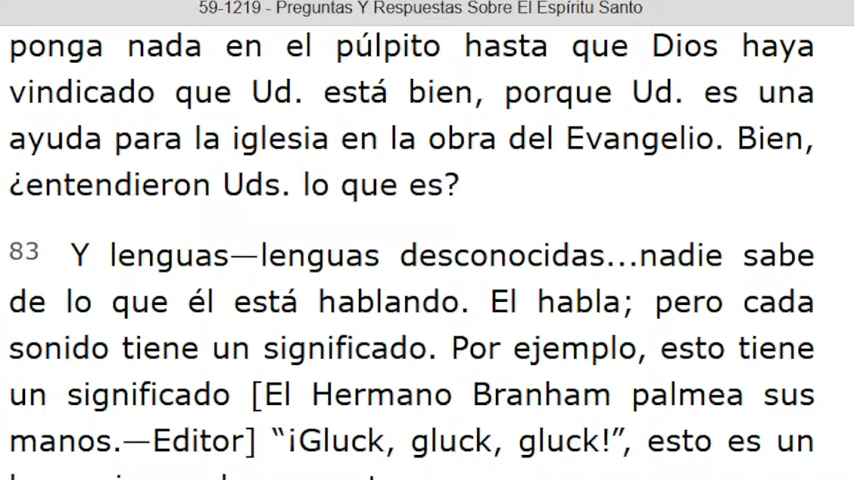 59-1219 - Preguntas Y Respuestas Sobre El Espíritu Santo
ponga nada en el púlpito hasta que Dios haya
vindicado que Ud. está bien, porque Ud. es una
ayuda para la iglesia en la obra del Evangelio. Bien,
¿entendieron Uds. lo que es?
83 Y lenguas—lenguas desconocidas...nadie sabe
de lo que él está hablando. El habla; pero cada
sonido tiene un significado. Por ejemplo, esto tiene
un significado [El Hermano Branham palmea sus
manos.—Editor] “¡Gluck, gluck, gluck!”, esto es un